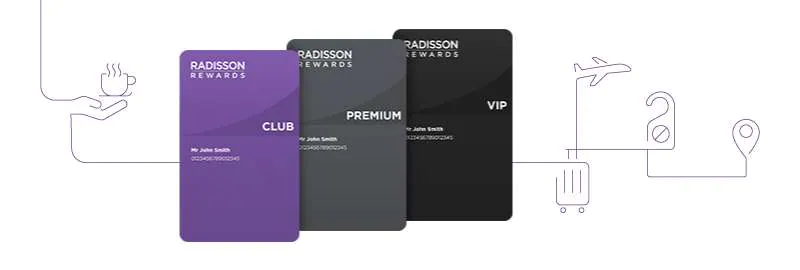 RADISSON
REWARDS
CLUB
Mr John Smith
0123456789012345
RADISSON
REWARDS
PREMIUM
Mr John Smith
0123456789012345
RADISSON
REWARDS
VIP
Mr John Smith
0123456789012345